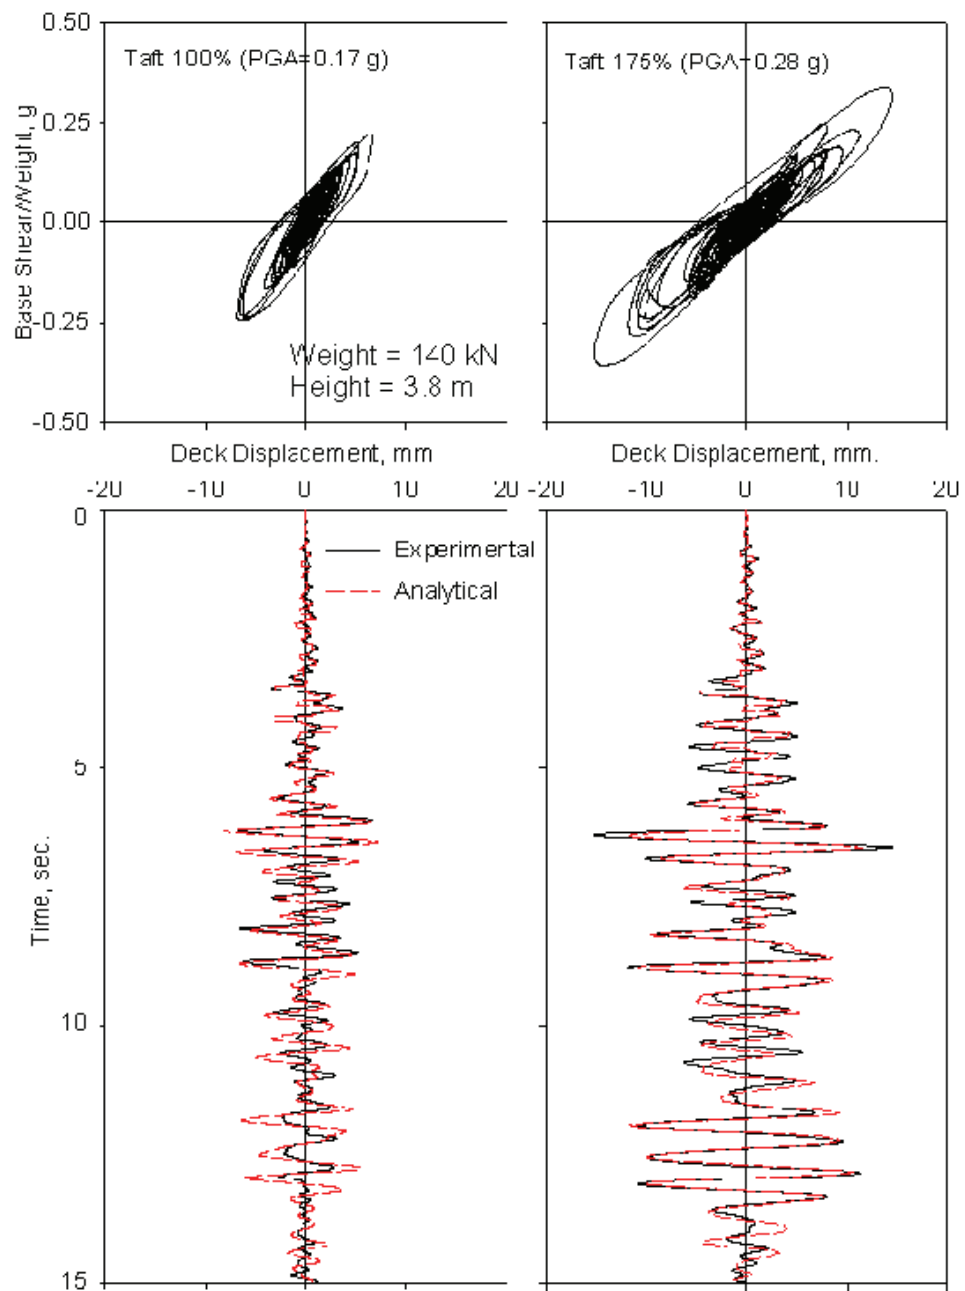 0.50
Taft 100% (PGA=0.17 g)
Taft 175% (PGA=0.28 g)
0.25
0.00
-0.25
-0.50
Base Shear/Weight, g
Weight = 140 kN
Height = 3.8 m
Deck Displacement, mm
Deck Displacement, mm.
-20 -10 0 10 20 -20 -10 0 10 20
0
5
10
15
Time, sec.
Experimental
Analytical